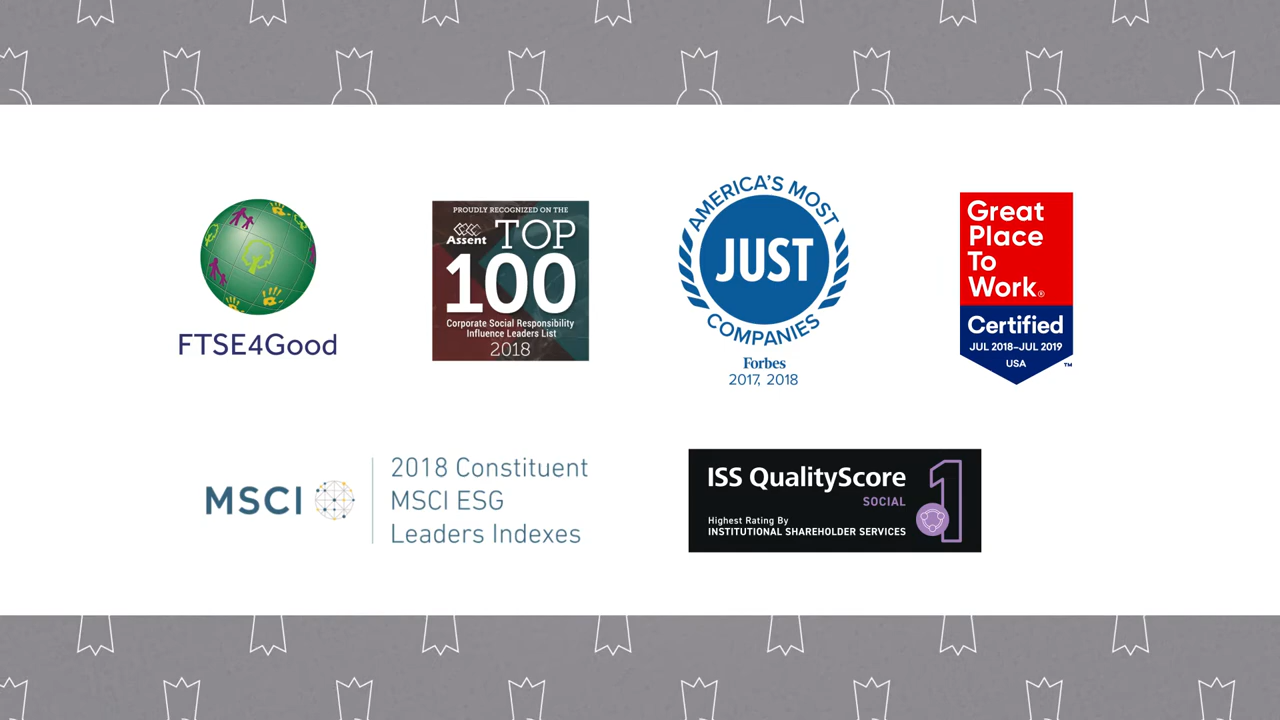 FTSE4Good
PROUDLY RECOGNIZED ON THE
Assent
TOP
100
Corporate Social Responsibility
Influence Leaders List
2018
AMERICA'S MOST
JUST
COMPANIES
Forbes
2017, 2018
Great
Place
To
Work®
Certified
JUL 2018–JUL 2019
USA
™
MSCI
2018 Constituent
MSCI ESG
Leaders Indexes
ISS QualityScore
SOCIAL
Highest Rating By
INSTITUTIONAL SHAREHOLDER SERVICES
1